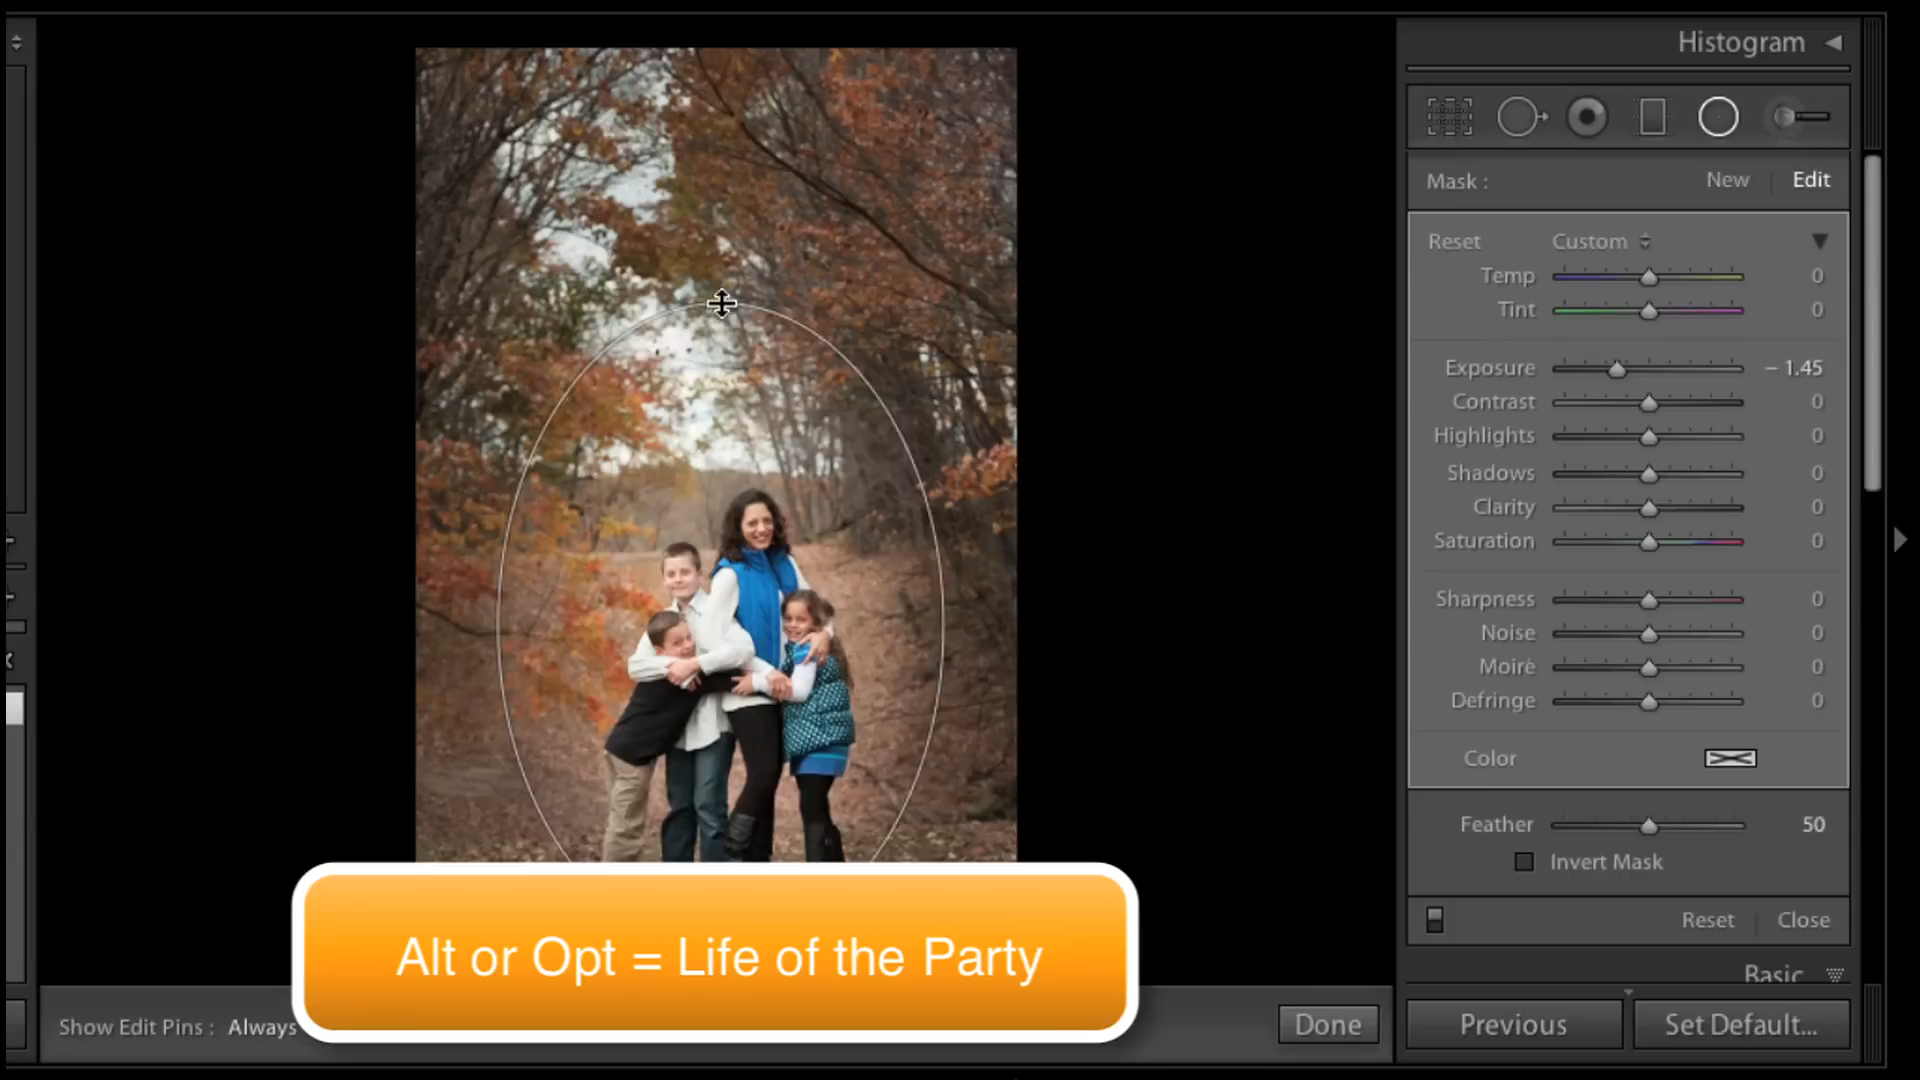 Histogram
Mask :
New
Edit
Reset
Custom
Temp
0
Tint
0
Exposure
– 1.45
Contrast
0
Highlights
0
Shadows
0
Clarity
0
Saturation
0
Sharpness
0
Noise
0
Moiré
0
Defringe
0
Color
Feather
50
Invert Mask
Reset
Close
Basic
Alt or Opt = Life of the Party
Show Edit Pins :
Always
Done
Previous
Set Default...